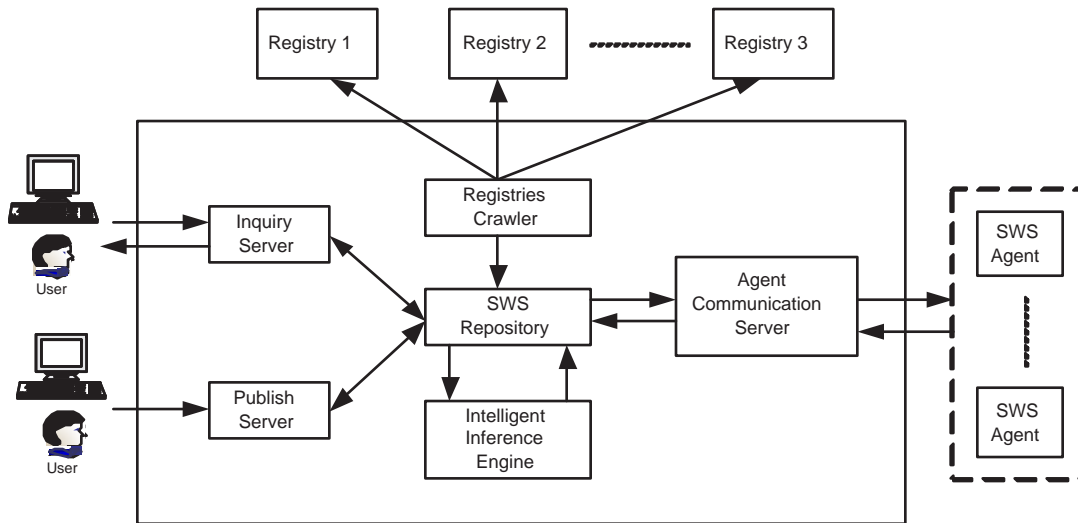 Registry 1
Registry 2
Registry 3
Registries
Crawler
Inquiry
Server
User
SWS
Repository
Agent
Communication
Server
SWS
Agent
Publish
Server
User
Intelligent
Inference
Engine
SWS
Agent